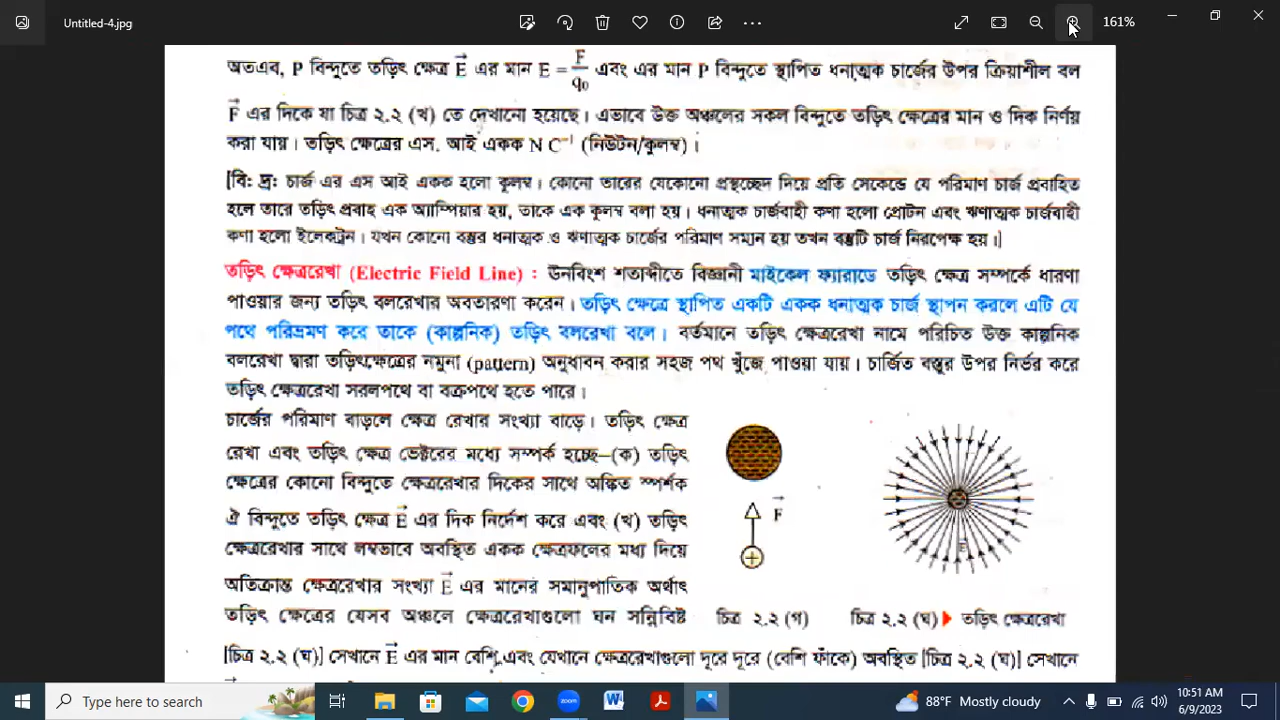 Untitled-4.jpg
161%
অতএব, P বিন্দুতে তড়িৎ ক্ষেত্র E⃗ এর মান E = F/q₀ এবং এর মান P বিন্দুতে স্থাপিত ধনাত্মক চার্জের উপর ক্রিয়াশীল বল
F⃗ এর দিকে যা চিত্র ২.২ (খ) তে দেখানো হয়েছে। এভাবে উক্ত অঞ্চলের সকল বিন্দুতে তড়িৎ ক্ষেত্রের মান ও দিক নির্ণয়
করা যায়। তড়িৎ ক্ষেত্রের এস. আই একক N C⁻¹ (নিউটন/কুলম্ব)।
[বি: দ্র: চার্জ এর এস আই একক হলো কুলম্ব। কোনো তারের যেকোনো প্রস্থচ্ছেদ দিয়ে প্রতি সেকেন্ডে যে পরিমাণ চার্জ প্রবাহিত
হলে তারে তড়িৎ প্রবাহ এক অ্যাম্পিয়ার হয়, তাকে এক কুলম্ব বলা হয়। ধনাত্মক চার্জবাহী কণা হলো প্রোটন এবং ঋণাত্মক চার্জবাহী
কণা হলো ইলেকট্রন। যখন কোনো বস্তুর ধনাত্মক ও ঋণাত্মক চার্জের পরিমাণ সমান হয় তখন বস্তুটি চার্জ নিরপেক্ষ হয়।]
তড়িৎ ক্ষেত্ররেখা (Electric Field Line) : ঊনবিংশ শতাব্দীতে বিজ্ঞানী মাইকেল ফ্যারাডে তড়িৎ ক্ষেত্র সম্পর্কে ধারণা
পাওয়ার জন্য তড়িৎ বলরেখার অবতারণা করেন। তড়িৎ ক্ষেত্রে স্থাপিত একটি একক ধনাত্মক চার্জ স্থাপন করলে এটি যে
পথে পরিভ্রমণ করে তাকে (কাল্পনিক) তড়িৎ বলরেখা বলে। বর্তমানে তড়িৎ ক্ষেত্ররেখা নামে পরিচিত উক্ত কাল্পনিক
বলরেখা দ্বারা তড়িৎক্ষেত্রের নমুনা (pattern) অনুধাবন করার সহজ পথ খুঁজে পাওয়া যায়। চার্জিত বস্তুর উপর নির্ভর করে
তড়িৎ ক্ষেত্ররেখা সরলপথে বা বক্রপথে হতে পারে।
চার্জের পরিমাণ বাড়লে ক্ষেত্র রেখার সংখ্যা বাড়ে। তড়িৎ ক্ষেত্র
রেখা এবং তড়িৎ ক্ষেত্র ভেক্টরের মধ্যে সম্পর্ক হচ্ছে–(ক) তড়িৎ
ক্ষেত্রের কোনো বিন্দুতে ক্ষেত্ররেখার দিকের সাথে অঙ্কিত স্পর্শক
ঐ বিন্দুতে তড়িৎ ক্ষেত্র E⃗ এর দিক নির্দেশ করে এবং (খ) তড়িৎ
ক্ষেত্ররেখার সাথে লম্বভাবে অবস্থিত একক ক্ষেত্রফলের মধ্য দিয়ে
অতিক্রান্ত ক্ষেত্ররেখার সংখ্যা E⃗ এর মানের সমানুপাতিক অর্থাৎ
তড়িৎ ক্ষেত্রের যেসব অঞ্চলে ক্ষেত্ররেখাগুলো ঘন সন্নিবিষ্ট
F⃗
+
E
চিত্র ২.২ (গ)
চিত্র ২.২ (ঘ) তড়িৎ ক্ষেত্ররেখা
[চিত্র ২.২ (ঘ)] সেখানে E⃗ এর মান বেশি এবং যেখানে ক্ষেত্ররেখাগুলো দূরে দূরে (বেশি ফাঁকে) অবস্থিত [চিত্র ২.২ (ঘ)] সেখানে
Type here to search
zoom
88°F Mostly cloudy
10:51 AM
6/9/2023